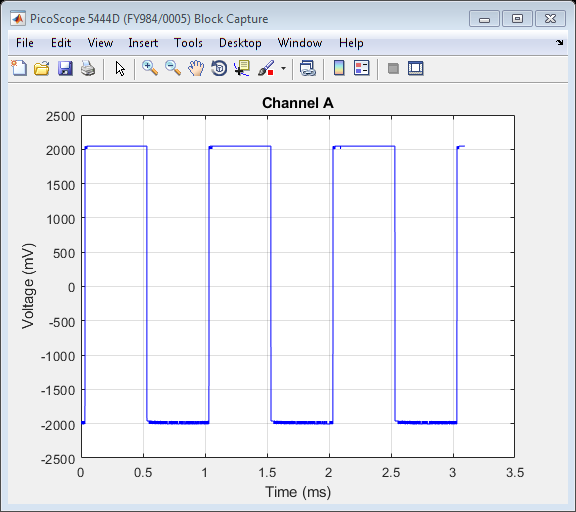 PicoScope 5444D (FY984/0005) Block Capture
File Edit View Insert Tools Desktop Window Help
Channel A
2500
2000
1500
1000
500
0
-500
-1000
-1500
-2000
-2500
Voltage (mV)
0 0.5 1 1.5 2 2.5 3 3.5
Time (ms)